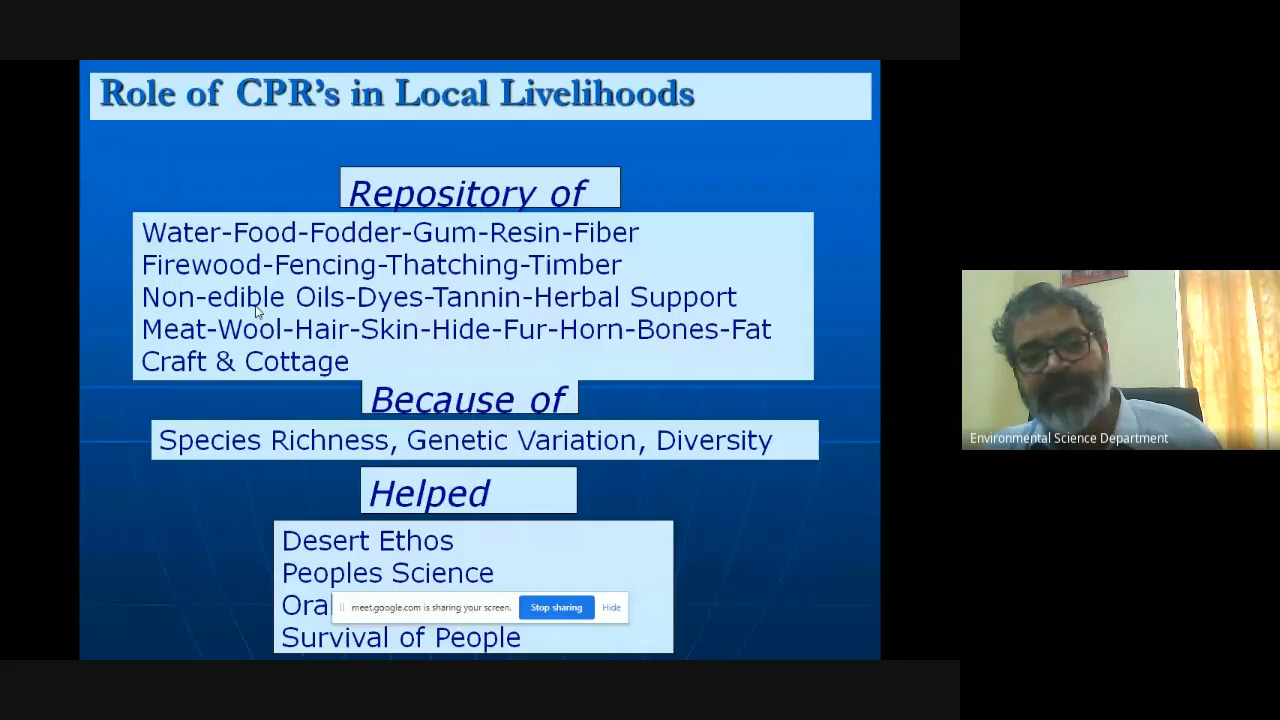 Role of CPR's in Local Livelihoods
Repository of
Water-Food-Fodder-Gum-Resin-Fiber
Firewood-Fencing-Thatching-Timber
Non-edible Oils-Dyes-Tannin-Herbal Support
Meat-Wool-Hair-Skin-Hide-Fur-Horn-Bones-Fat
Craft & Cottage
Because of
Species Richness, Genetic Variation, Diversity
Helped
Desert Ethos
Peoples Science
meet.google.com is sharing your screen. Stop sharing Hide
Survival of People
Environmental Science Department